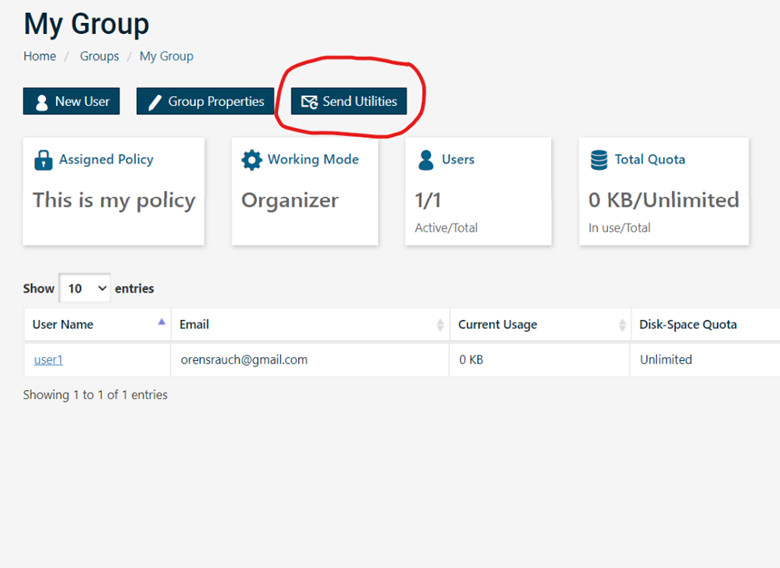 My Group
Home / Groups / My Group
New User Group Properties Send Utilities
Assigned Policy Working Mode Users Total Quota
This is my policy Organizer 1/1 0 KB/Unlimited
Active/Total In use/Total
Show 10 entries
User Name Email Current Usage Disk-Space Quota
user1 orensrauch@gmail.com 0 KB Unlimited
Showing 1 to 1 of 1 entries